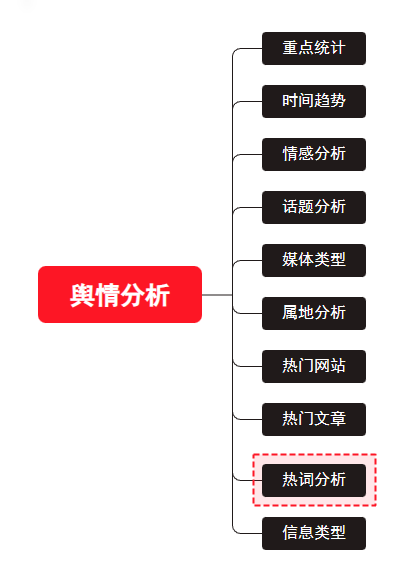 重点统计
时间趋势
情感分析
话题分析
媒体类型
舆情分析
属地分析
热门网站
热门文章
热词分析
信息类型